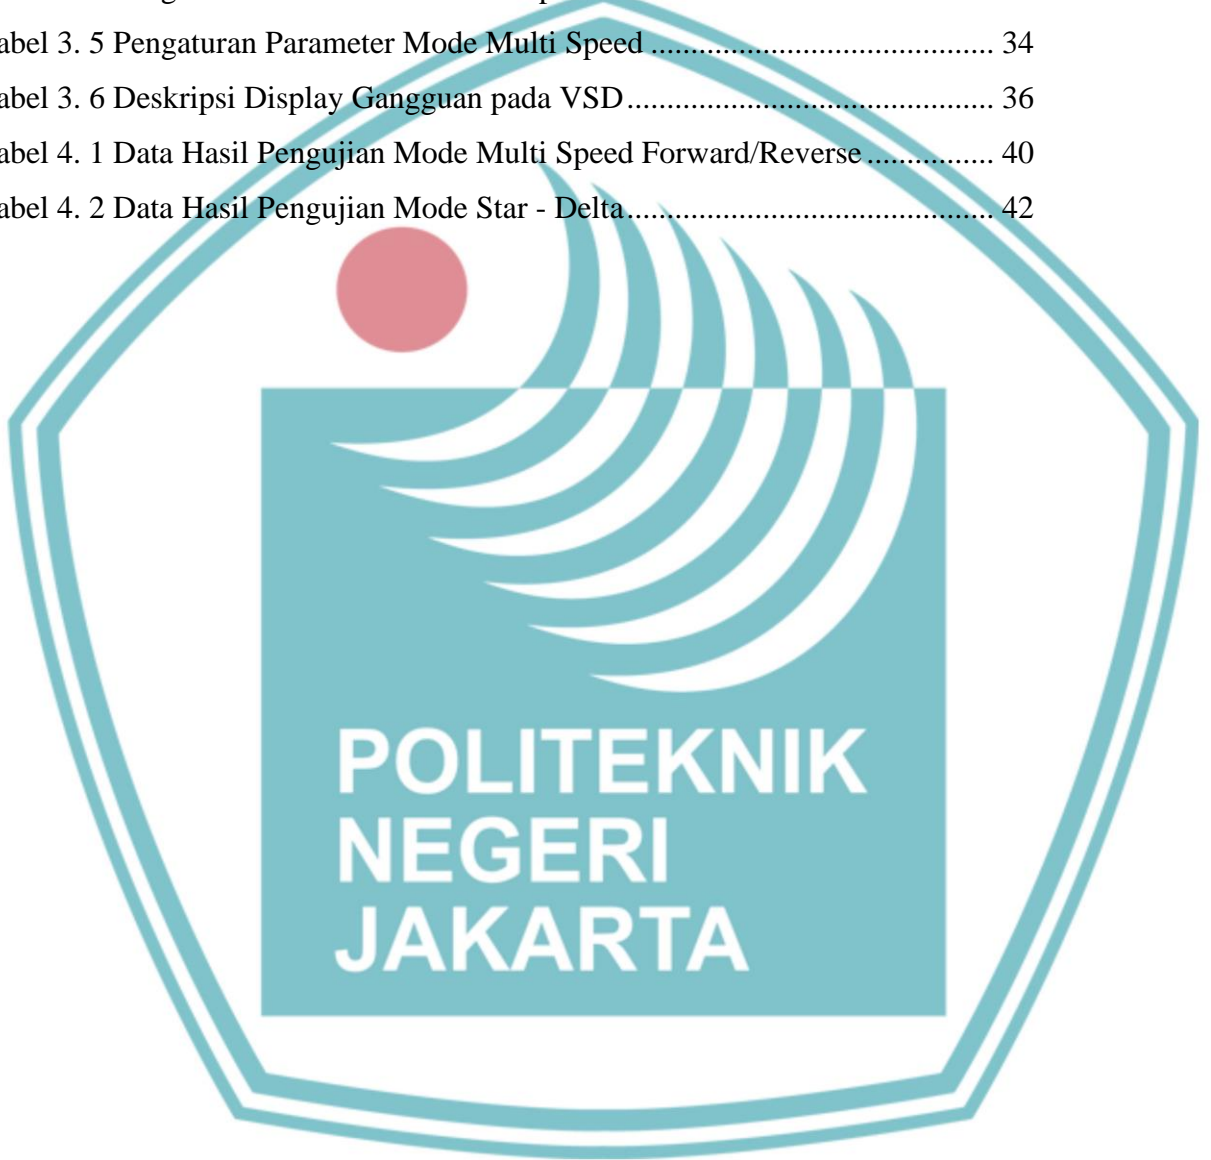 abel 3. 5 Pengaturan Parameter Mode Multi Speed ........................................... 34
abel 3. 6 Deskripsi Display Gangguan pada VSD.............................................. 36
abel 4. 1 Data Hasil Pengujian Mode Multi Speed Forward/Reverse ................ 40
abel 4. 2 Data Hasil Pengujian Mode Star - Delta.............................................. 42
POLITEKNIK
NEGERI
JAKARTA